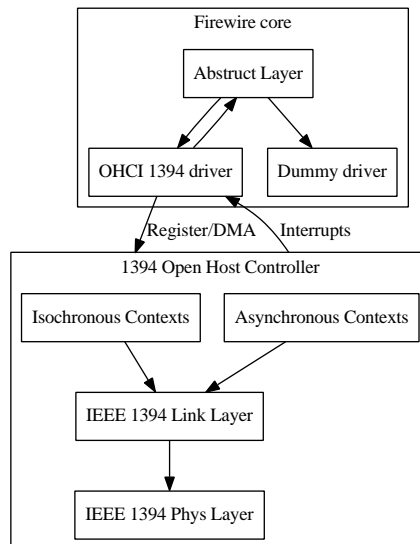 Firewire core
Abstruct Layer
OHCI 1394 driver
Dummy driver
Register/DMA
Interrupts
1394 Open Host Controller
Isochronous Contexts
Asynchronous Contexts
IEEE 1394 Link Layer
IEEE 1394 Phys Layer